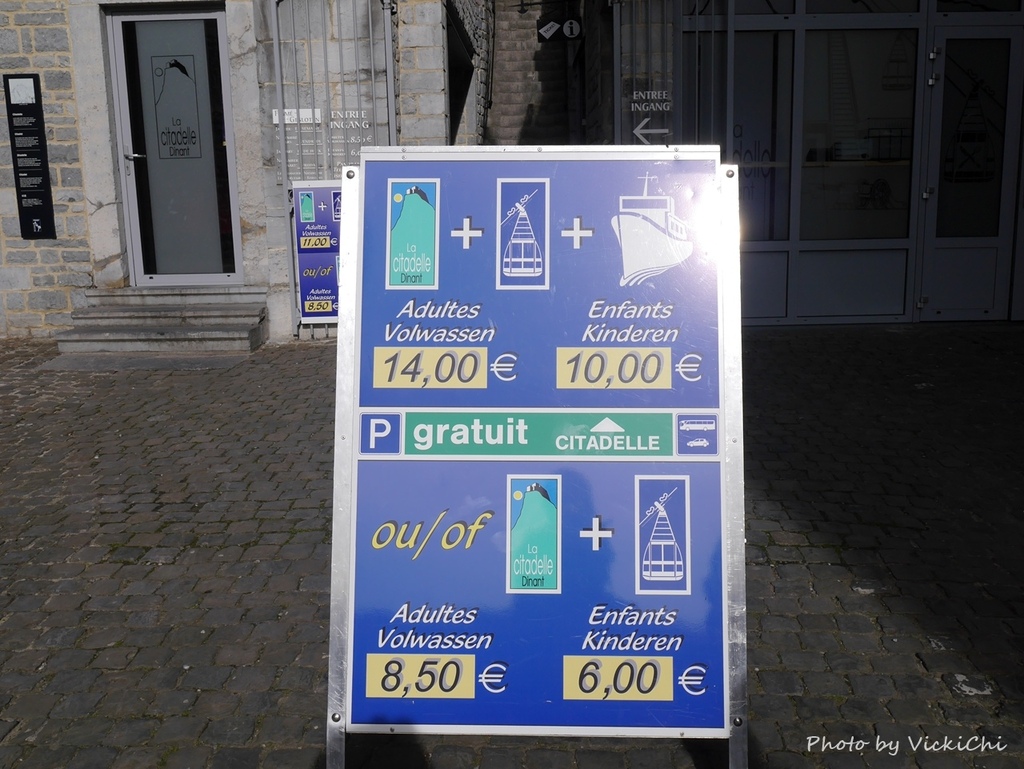 La
citadelle
Dinant
ENTREE
INGANG
ENTREE
INGANG
+
Adultes
Volwassen
11,00 €
ou/of
Adultes
Volwassen
8,50 €
La
citadelle
Dinant
+ +
Adultes Enfants
Volwassen Kinderen
14,00 € 10,00 €
P gratuit CITADELLE
ou/of
La
citadelle
Dinant
+
Adultes Enfants
Volwassen Kinderen
8,50 € 6,00 €
Photo by VickiChi